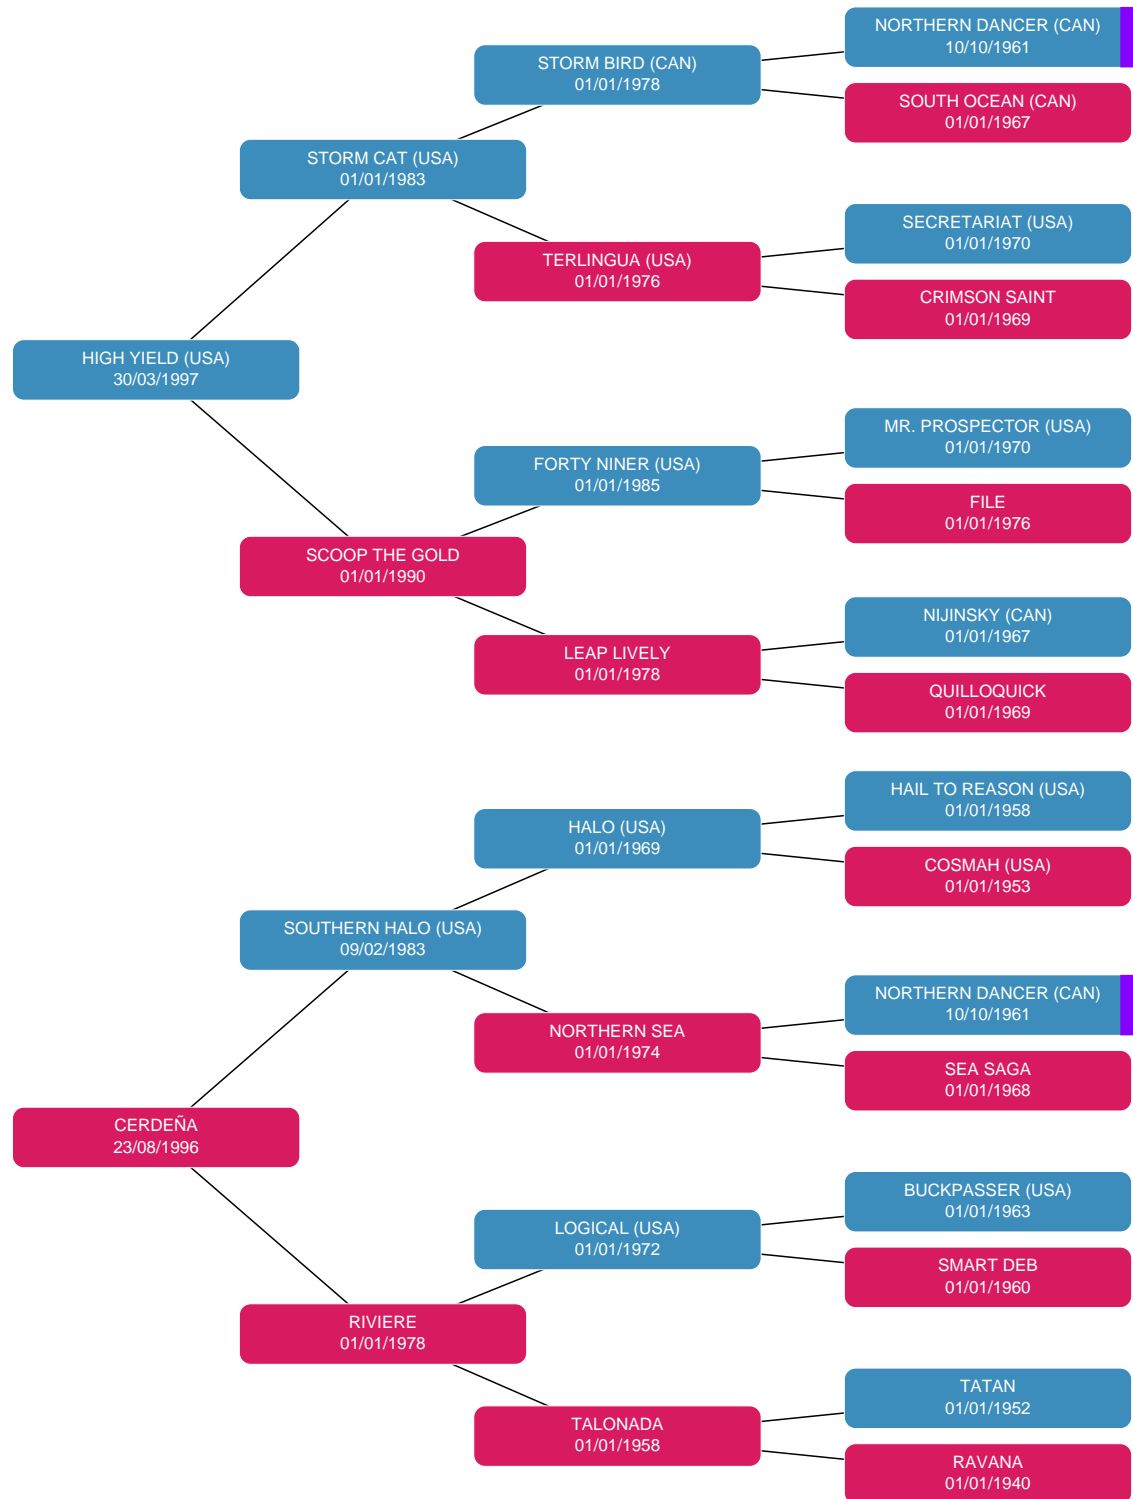 NORTHERN DANCER (CAN)
10/10/1961
STORM BIRD (CAN)
01/01/1978
SOUTH OCEAN (CAN)
01/01/1967
STORM CAT (USA)
01/01/1983
SECRETARIAT (USA)
01/01/1970
TERLINGUA (USA)
01/01/1976
CRIMSON SAINT
01/01/1969
HIGH YIELD (USA)
30/03/1997
MR. PROSPECTOR (USA)
01/01/1970
FORTY NINER (USA)
01/01/1985
FILE
01/01/1976
SCOOP THE GOLD
01/01/1990
NIJINSKY (CAN)
01/01/1967
LEAP LIVELY
01/01/1978
QUILLOQUICK
01/01/1969
HAIL TO REASON (USA)
01/01/1958
HALO (USA)
01/01/1969
COSMAH (USA)
01/01/1953
SOUTHERN HALO (USA)
09/02/1983
NORTHERN DANCER (CAN)
10/10/1961
NORTHERN SEA
01/01/1974
SEA SAGA
01/01/1968
CERDEÑA
23/08/1996
BUCKPASSER (USA)
01/01/1963
LOGICAL (USA)
01/01/1972
SMART DEB
01/01/1960
RIVIERE
01/01/1978
TATAN
01/01/1952
TALONADA
01/01/1958
RAVANA
01/01/1940